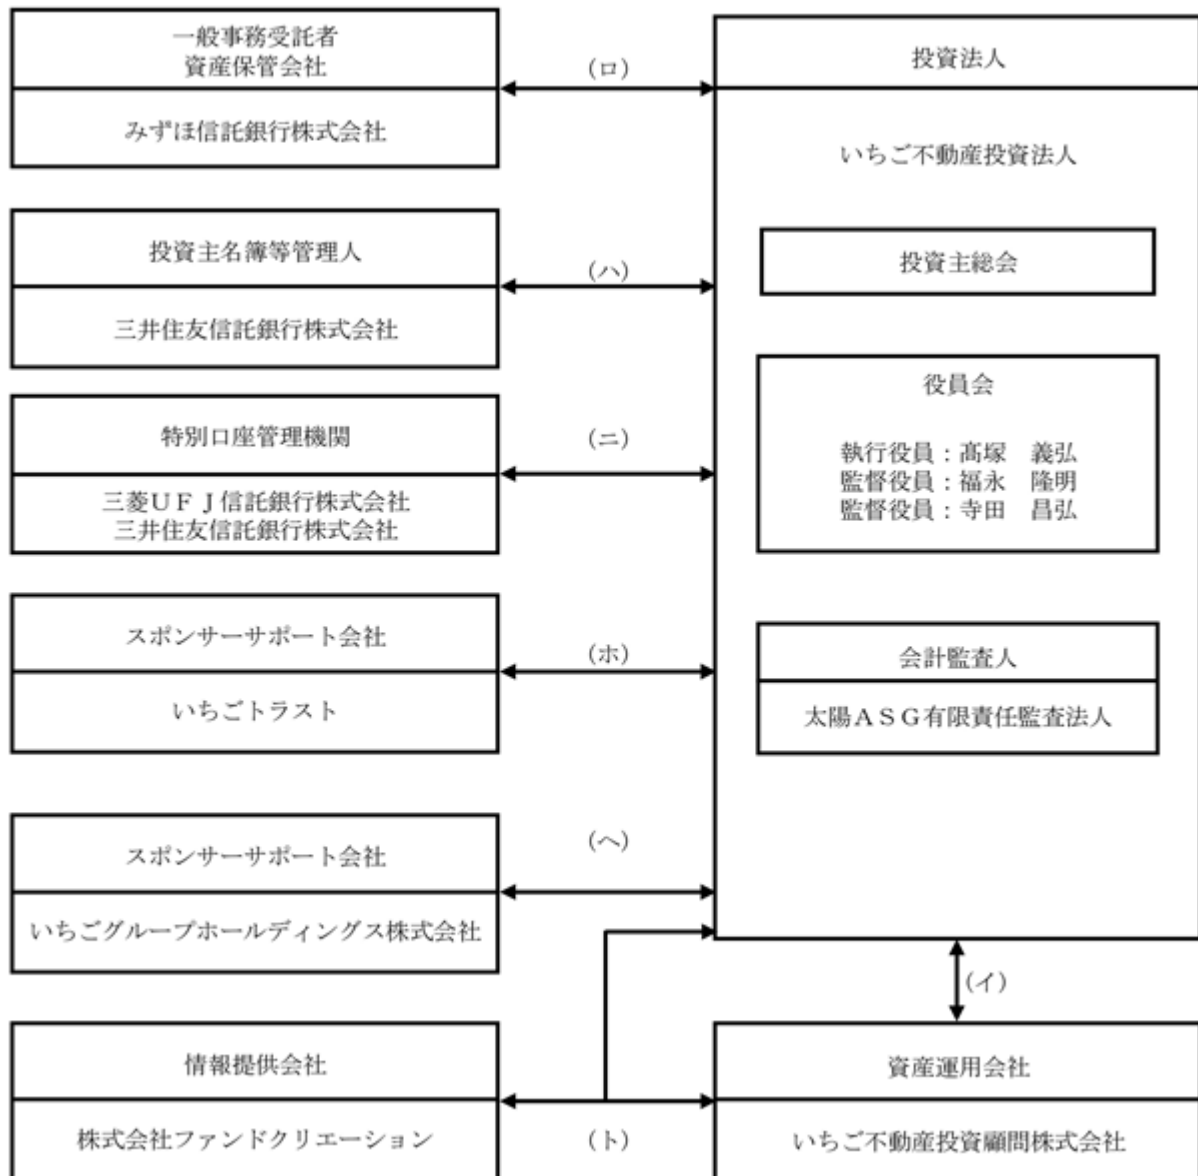 一般事務受託者
資産保管会社
みずほ信託銀行株式会社
(ロ)
投資主名簿等管理人
三井住友信託銀行株式会社
(ハ)
特別口座管理機関
三菱ＵＦＪ信託銀行株式会社
三井住友信託銀行株式会社
(ニ)
スポンサーサポート会社
いちごトラスト
(ホ)
スポンサーサポート会社
いちごグループホールディングス株式会社
(ヘ)
情報提供会社
株式会社ファンドクリエーション
(ト)
投資法人
いちご不動産投資法人
投資主総会
役員会
執行役員：髙塚　義弘
監督役員：福永　隆明
監督役員：寺田　昌弘
会計監査人
太陽ＡＳＧ有限責任監査法人
(イ)
資産運用会社
いちご不動産投資顧問株式会社